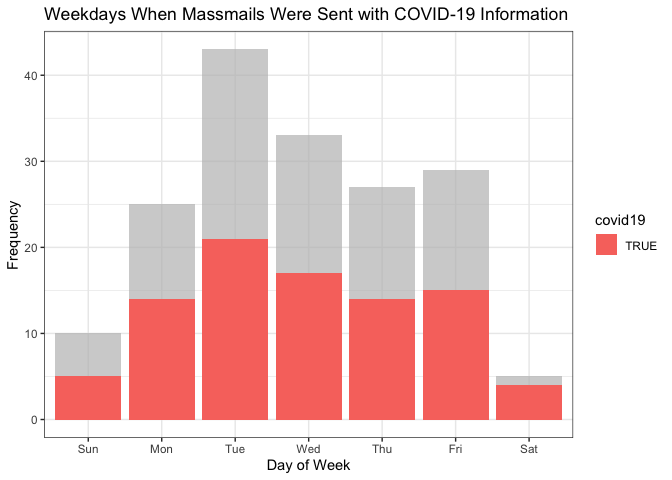 Weekdays When Massmails Were Sent with COVID-19 Information
40
30
20
10
0
Frequency
Sun Mon Tue Wed Thu Fri Sat
Day of Week
covid19
TRUE